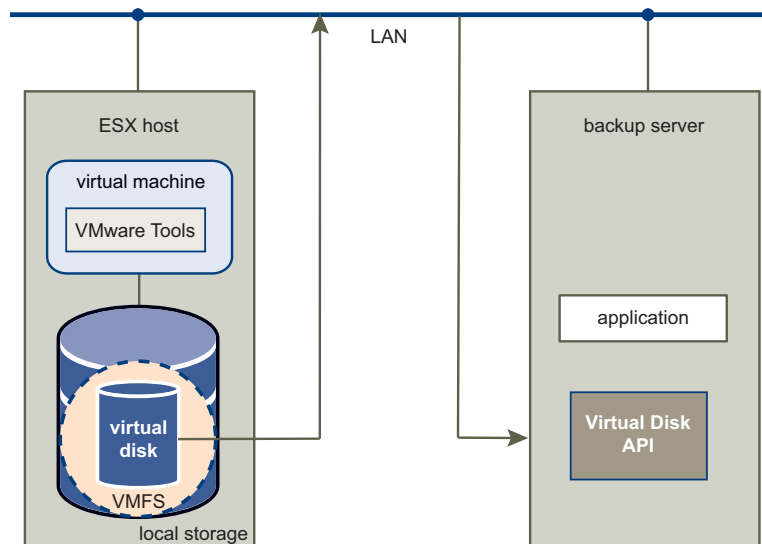 LAN
ESX host
virtual machine
VMware Tools
virtual
disk
VMFS
local storage
backup server
application
Virtual Disk
API